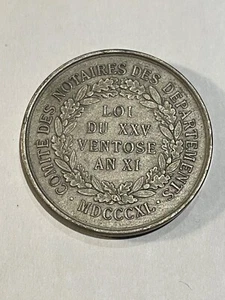 COMITÉ DES NOTAIRES DES DÉPARTEMENTS
LOI
DU XXV
VENTOSE
AN XI
MDCCCXL